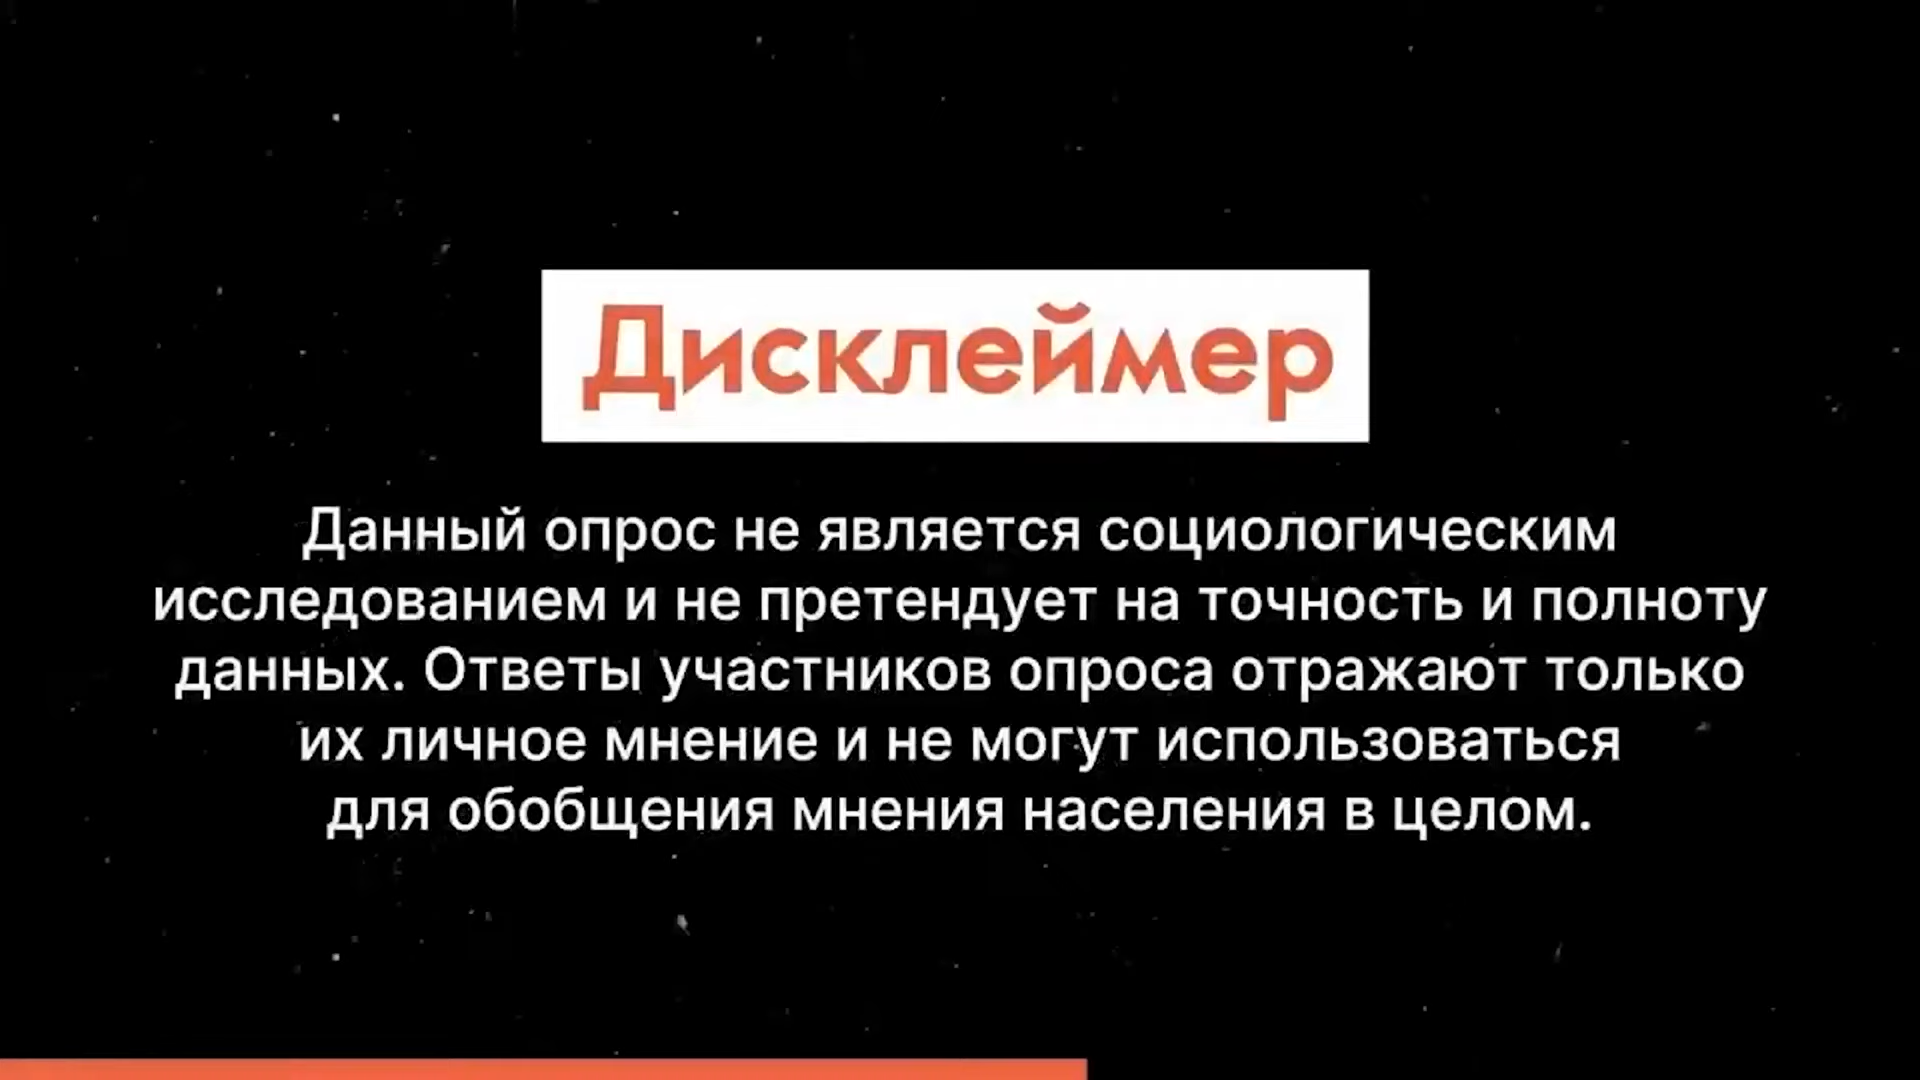 Дисклеймер
Данный опрос не является социологическим
исследованием и не претендует на точность и полноту
данных. Ответы участников опроса отражают только
их личное мнение и не могут использоваться
для обобщения мнения населения в целом.